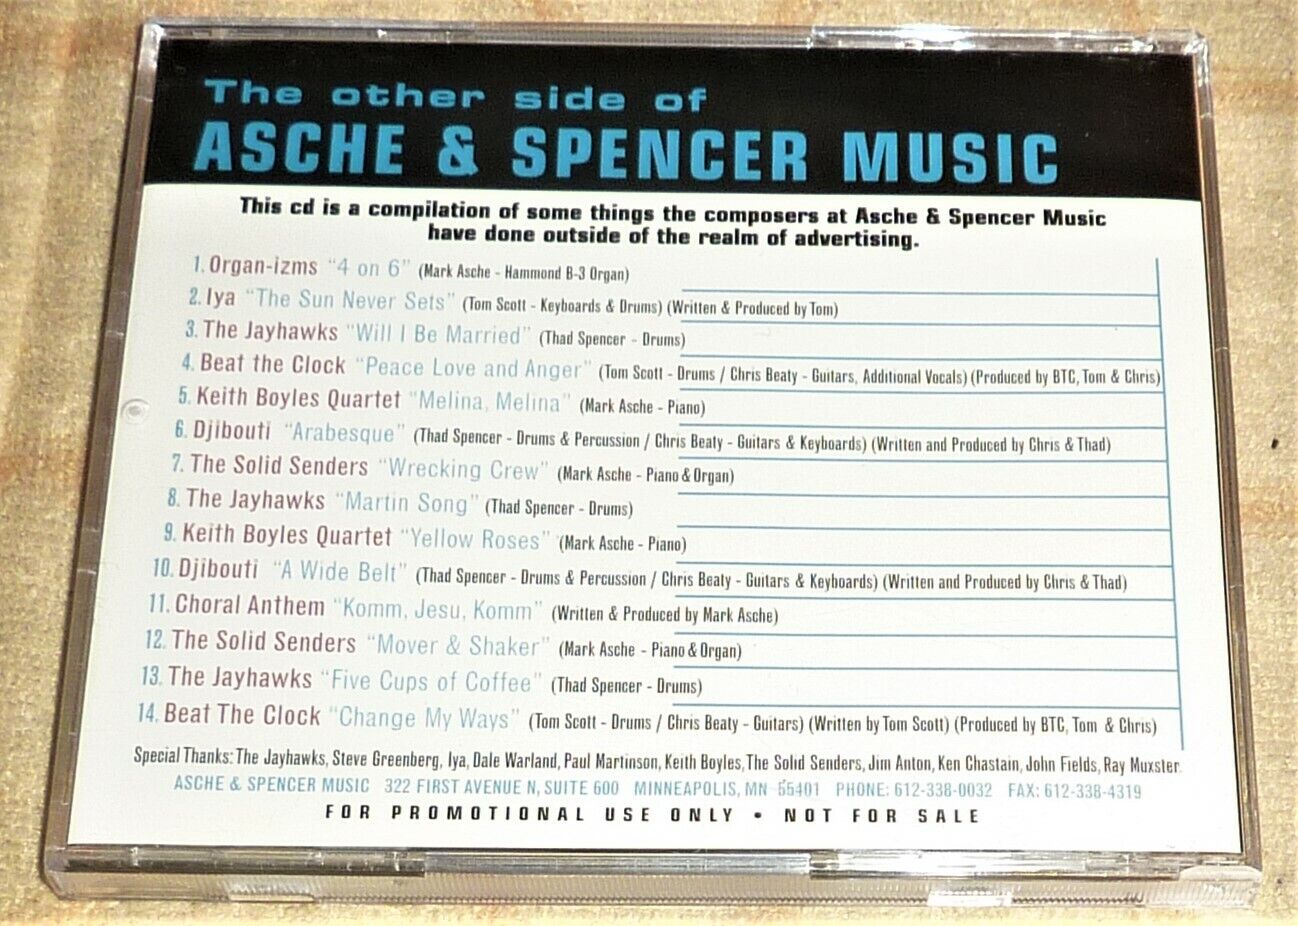 The other side of
ASCHE & SPENCER MUSIC
This cd is a compilation of some things the composers at Asche & Spencer Music
have done outside of the realm of advertising.
1. Organ-izms "4 on 6" (Mark Asche - Hammond B-3 Organ)
2. Iya "The Sun Never Sets" (Tom Scott - Keyboards & Drums) (Written & Produced by Tom)
3. The Jayhawks "Will I Be Married" (Thad Spencer - Drums)
4. Beat the Clock "Peace Love and Anger" (Tom Scott - Drums / Chris Beaty - Guitars, Additional Vocals) (Produced by BTC, Tom & Chris)
5. Keith Boyles Quartet "Melina, Melina" (Mark Asche - Piano)
6. Djibouti "Arabesque" (Thad Spencer - Drums & Percussion / Chris Beaty - Guitars & Keyboards) (Written and Produced by Chris & Thad)
7. The Solid Senders "Wrecking Crew" (Mark Asche - Piano & Organ)
8. The Jayhawks "Martin Song" (Thad Spencer - Drums)
9. Keith Boyles Quartet "Yellow Roses" (Mark Asche - Piano)
10. Djibouti "A Wide Belt" (Thad Spencer - Drums & Percussion / Chris Beaty - Guitars & Keyboards) (Written and Produced by Chris & Thad)
11. Choral Anthem "Komm, Jesu, Komm" (Written & Produced by Mark Asche)
12. The Solid Senders "Mover & Shaker" (Mark Asche - Piano & Organ)
13. The Jayhawks "Five Cups of Coffee" (Thad Spencer - Drums)
14. Beat The Clock "Change My Ways" (Tom Scott - Drums / Chris Beaty - Guitars) (Written by Tom Scott) (Produced by BTC, Tom & Chris)
Special Thanks: The Jayhawks, Steve Greenberg, Iya, Dale Warland, Paul Martinson, Keith Boyles, The Solid Senders, Jim Anton, Ken Chastain, John Fields, Ray Muxster.
ASCHE & SPENCER MUSIC 322 FIRST AVENUE N, SUITE 600 MINNEAPOLIS, MN 55401 PHONE: 612-338-0032 FAX: 612-338-4319
FOR PROMOTIONAL USE ONLY • NOT FOR SALE